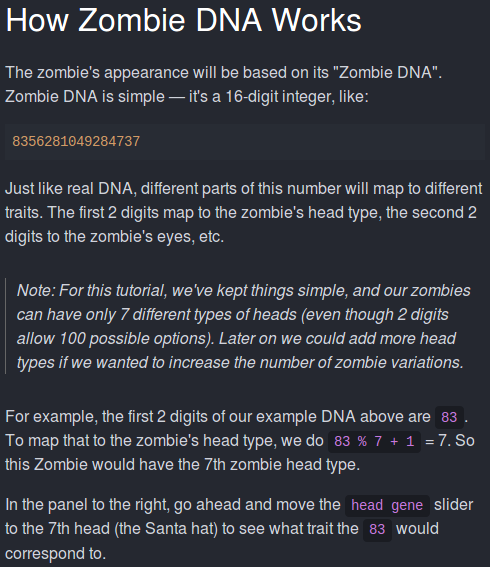 How Zombie DNA Works
The zombie's appearance will be based on its "Zombie DNA".
Zombie DNA is simple — it's a 16-digit integer, like:
8356281049284737
Just like real DNA, different parts of this number will map to different
traits. The first 2 digits map to the zombie's head type, the second 2
digits to the zombie's eyes, etc.
Note: For this tutorial, we've kept things simple, and our zombies
can have only 7 different types of heads (even though 2 digits
allow 100 possible options). Later on we could add more head
types if we wanted to increase the number of zombie variations.
For example, the first 2 digits of our example DNA above are 83.
To map that to the zombie's head type, we do 83 % 7 + 1 = 7. So
this Zombie would have the 7th zombie head type.
In the panel to the right, go ahead and move the head gene slider
to the 7th head (the Santa hat) to see what trait the 83 would
correspond to.